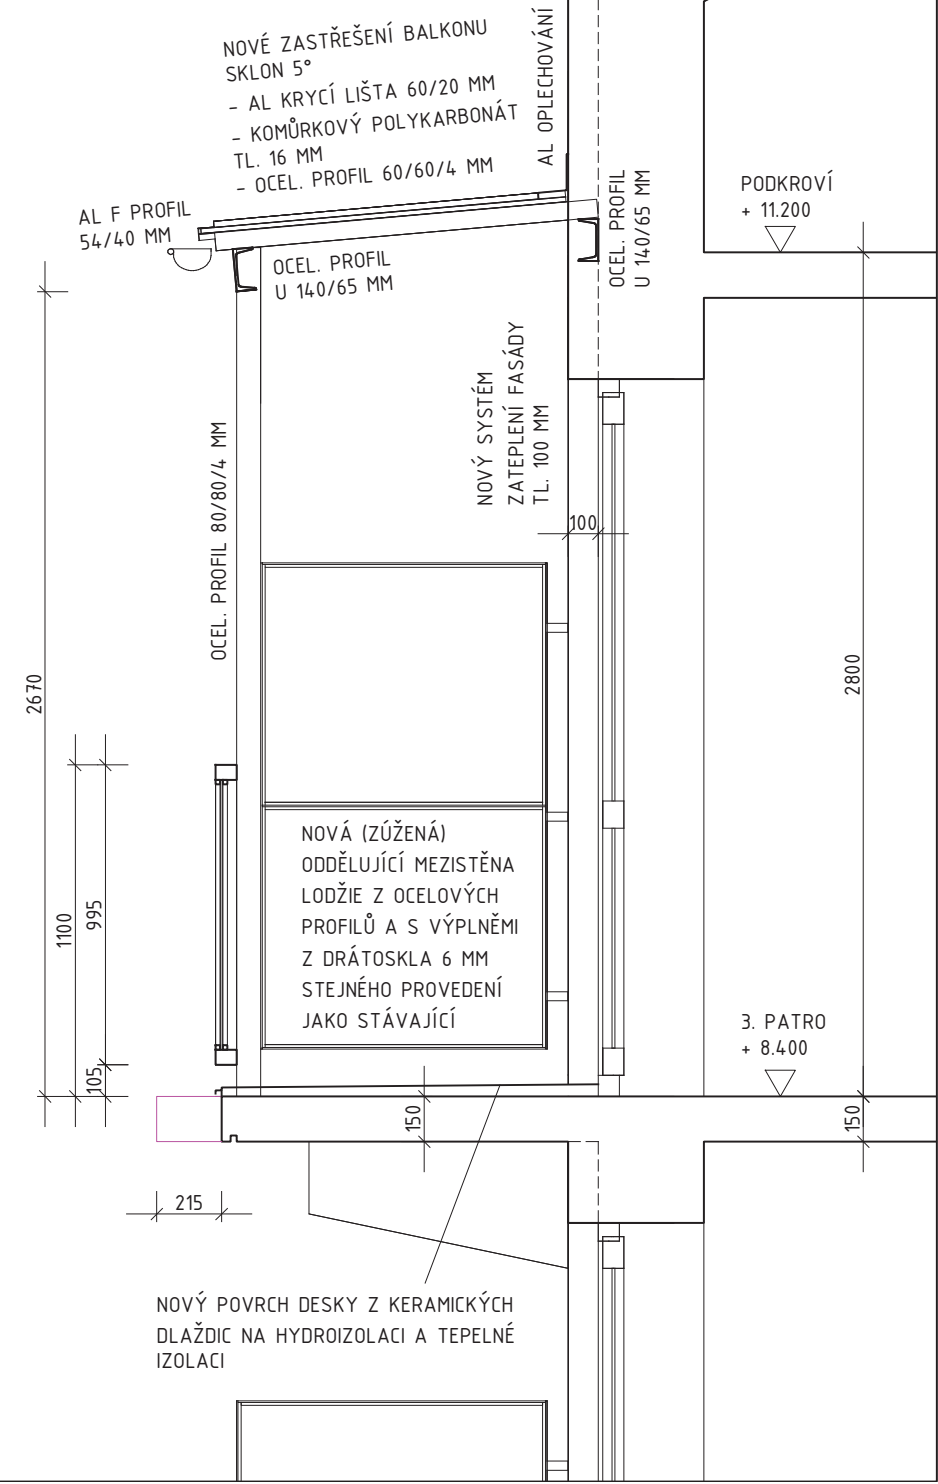 NOVÉ ZASTŘEŠENÍ BALKONU
SKLON 5°
- AL KRYCÍ LIŠTA 60/20 MM
- KOMŮRKOVÝ POLYKARBONÁT
TL. 16 MM
- OCEL. PROFIL 60/60/4 MM
AL OPLECHOVÁNÍ
AL F PROFIL
54/40 MM
OCEL. PROFIL
U 140/65 MM
OCEL. PROFIL
U 140/65 MM
PODKROVÍ
+ 11.200
NOVÝ SYSTÉM
ZATEPLENÍ FASÁDY
TL. 100 MM
OCEL. PROFIL 80/80/4 MM
100
2670
2800
1100
995
105
NOVÁ (ZÚŽENÁ)
ODDĚLUJÍCÍ MEZISTĚNA
LODŽIE Z OCELOVÝCH
PROFILŮ A S VÝPLNĚMI
Z DRÁTOSKLA 6 MM
STEJNÉHO PROVEDENÍ
JAKO STÁVAJÍCÍ
3. PATRO
+ 8.400
150
150
215
NOVÝ POVRCH DESKY Z KERAMICKÝCH
DLAŽDIC NA HYDROIZOLACI A TEPELNÉ
IZOLACI